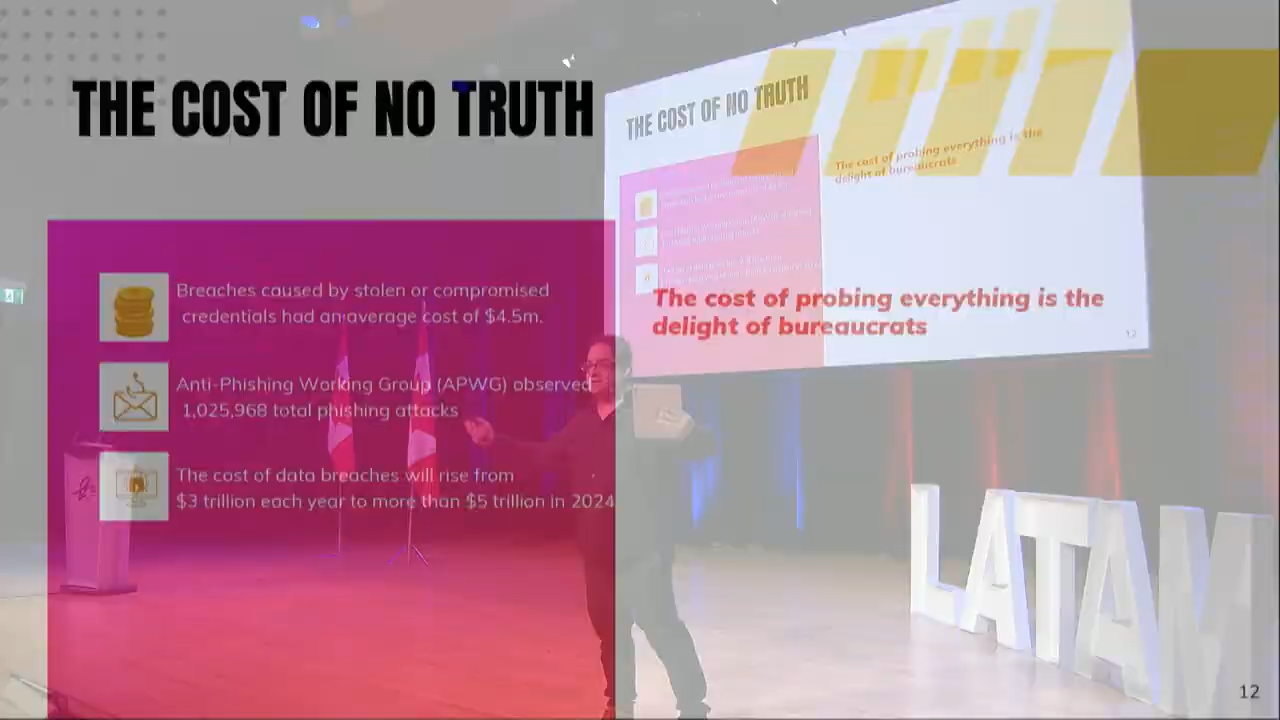 THE COST OF NO TRUTH
Breaches caused by stolen or compromised
credentials had an average cost of $4.5m.
Anti-Phishing Working Group (APWG) observed
1,025,968 total phishing attacks
The cost of data breaches will rise from
$3 trillion each year to more than $5 trillion in 2024
The cost of probing everything is the
delight of bureaucrats
12
THE COST OF NO TRUTH
The cost of probing everything is the
delight of bureaucrats
12
LATAM